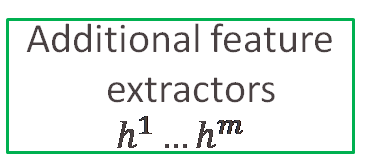 Additional feature
extractors
h¹ … hᵐ